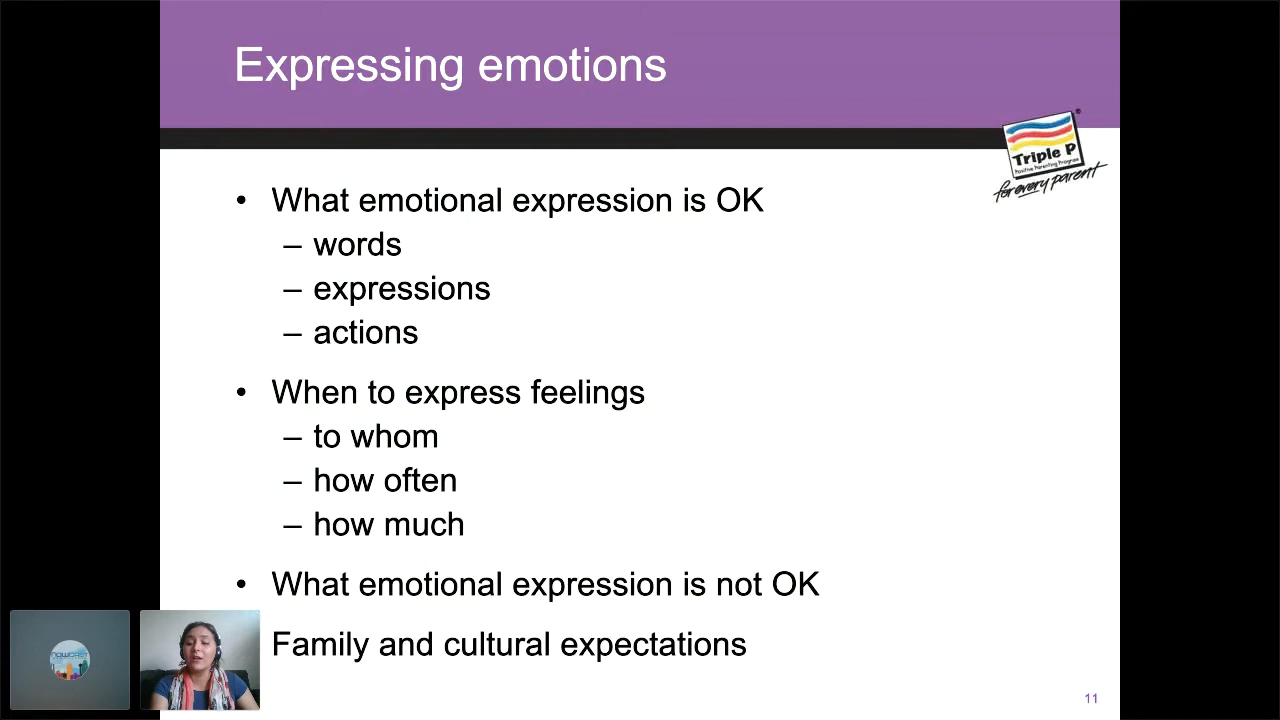 Expressing emotions
Triple P
Positive Parenting Program
for every parent
• What emotional expression is OK
– words
– expressions
– actions
• When to express feelings
– to whom
– how often
– how much
• What emotional expression is not OK
Family and cultural expectations
11